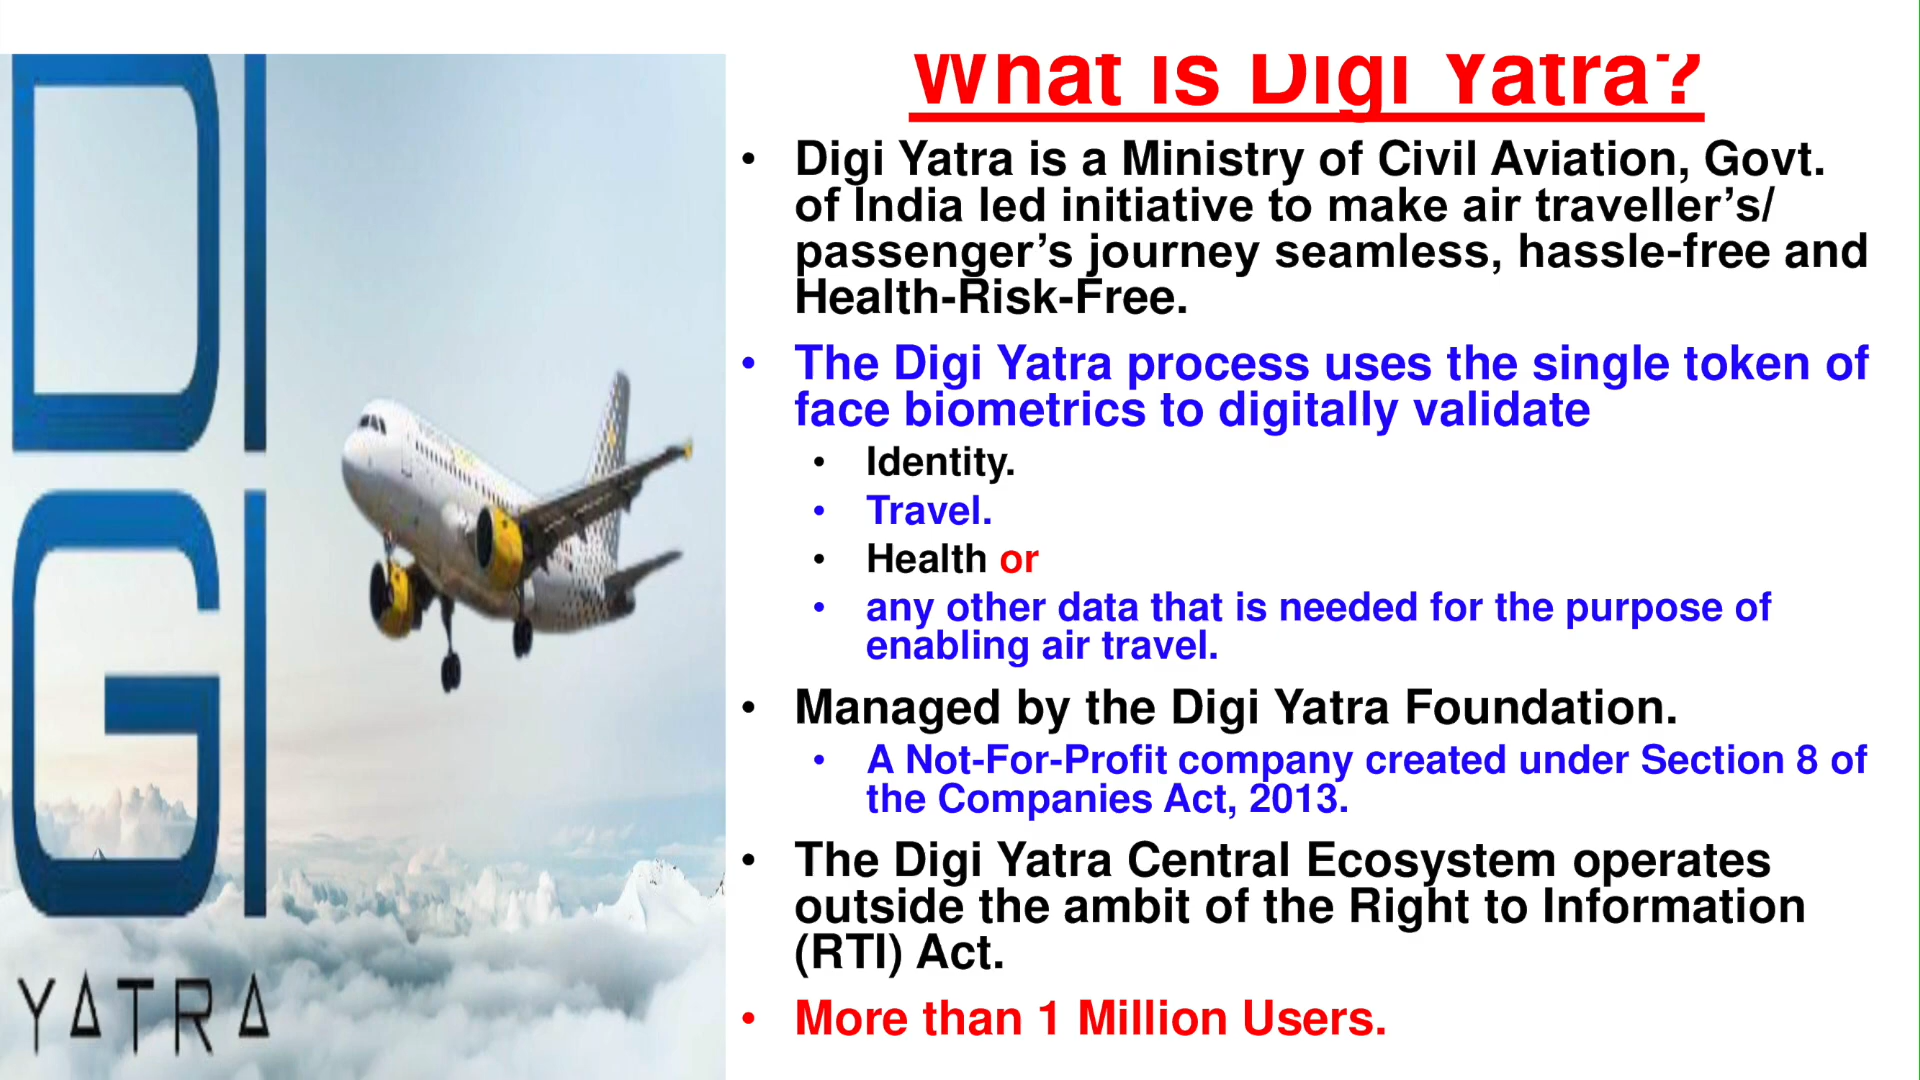 DI
GI
YATRA
What is Digi Yatra?
• Digi Yatra is a Ministry of Civil Aviation, Govt.
of India led initiative to make air traveller’s/
passenger’s journey seamless, hassle-free and
Health-Risk-Free.
• The Digi Yatra process uses the single token of
face biometrics to digitally validate
• Identity.
• Travel.
• Health or
• any other data that is needed for the purpose of
enabling air travel.
• Managed by the Digi Yatra Foundation.
• A Not-For-Profit company created under Section 8 of
the Companies Act, 2013.
• The Digi Yatra Central Ecosystem operates
outside the ambit of the Right to Information
(RTI) Act.
• More than 1 Million Users.